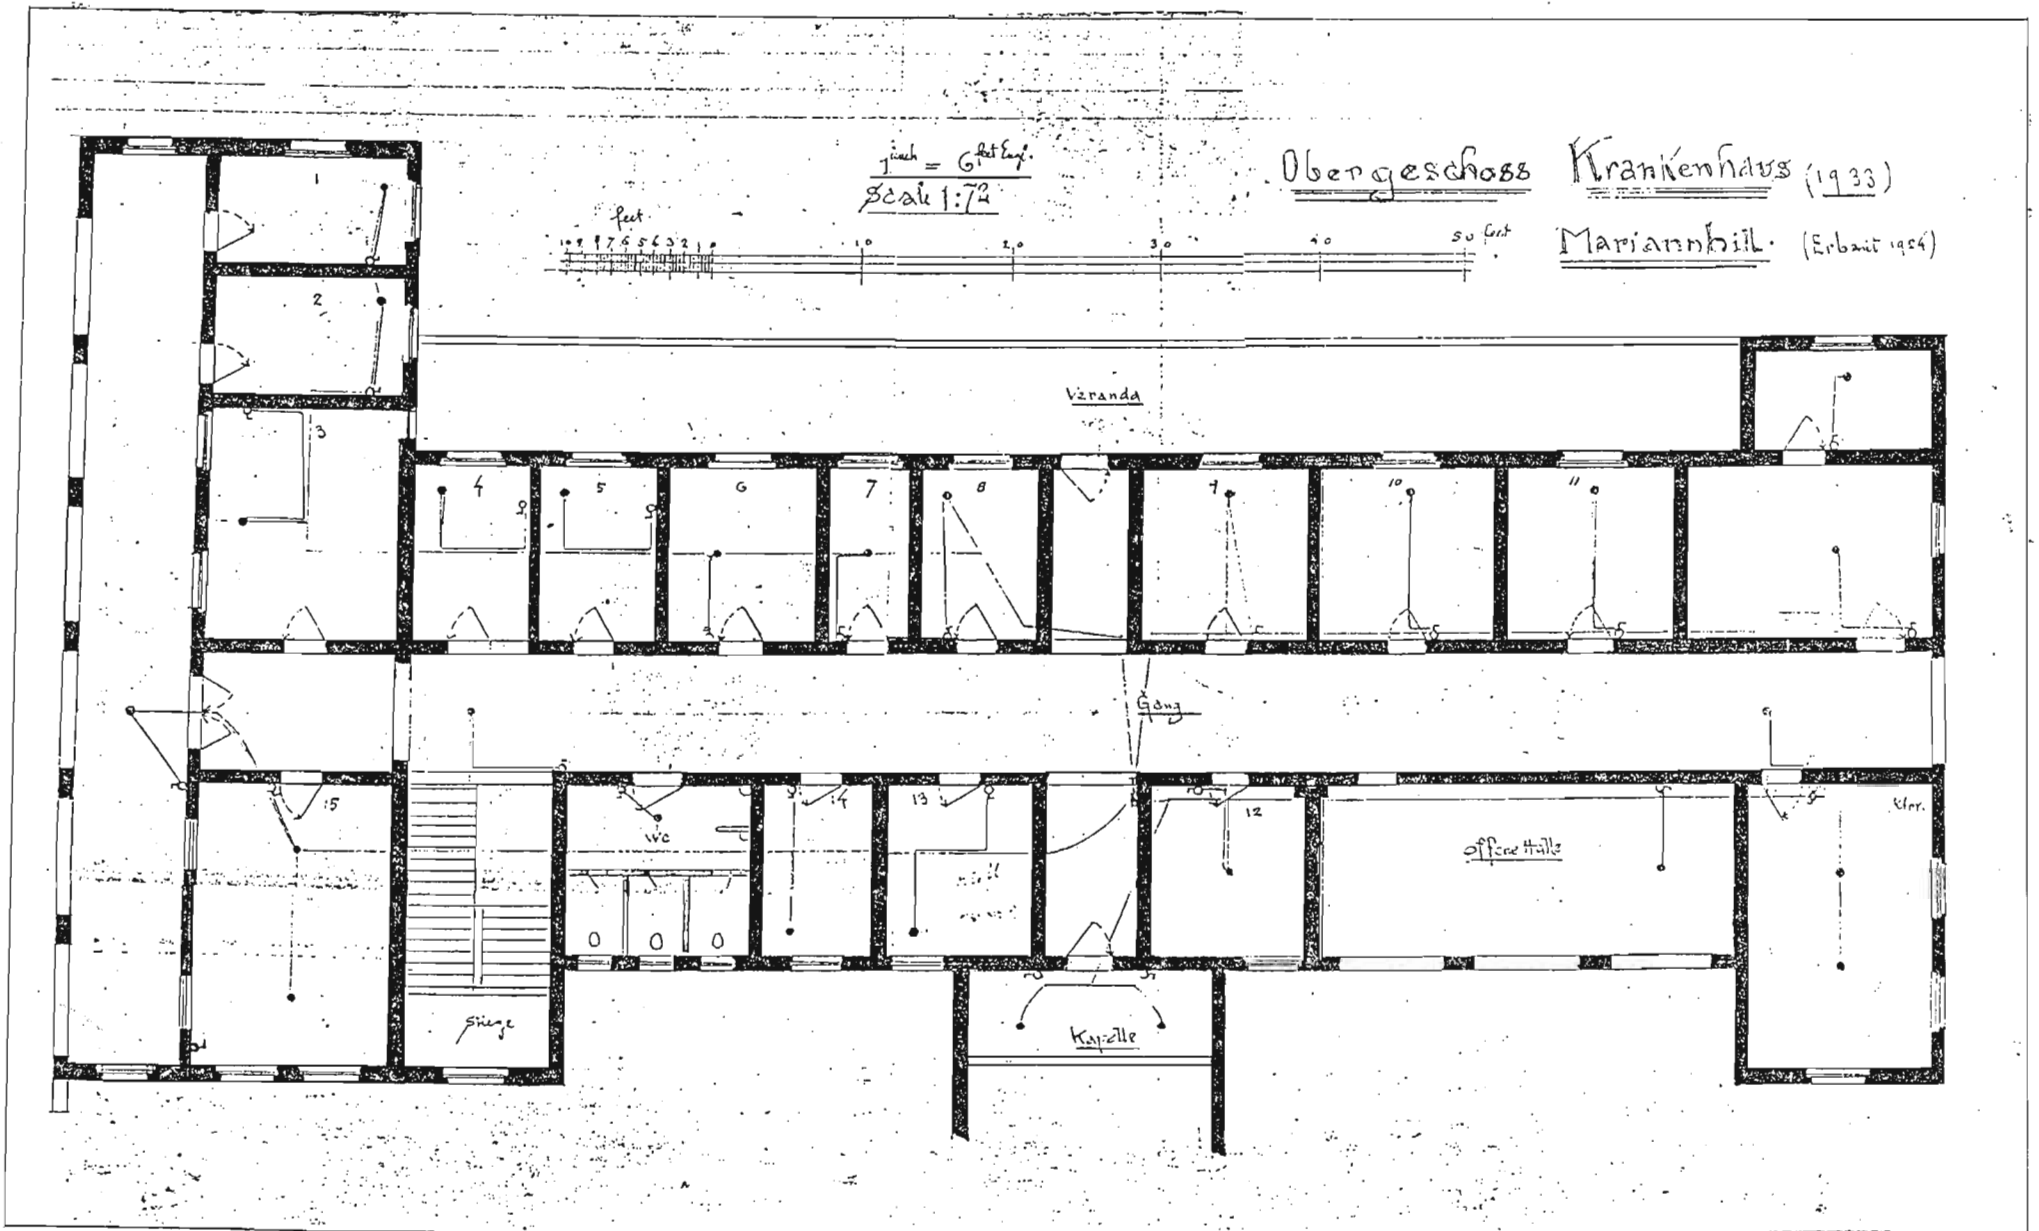 1 inch = 6 feet Engl.
Scale 1:72
Obergeschoss Krankenhaus (1933)
Mariannhill. (Erbaut
feet
10 9 8 7 6 5 4 3 2 1 0
10
20
30
40
50 feet
1
2
Veranda
3
4
5
6
7
8
9
10
11
Gang
15
WC
14
13
12
offene Halle
Stiege
Kapelle